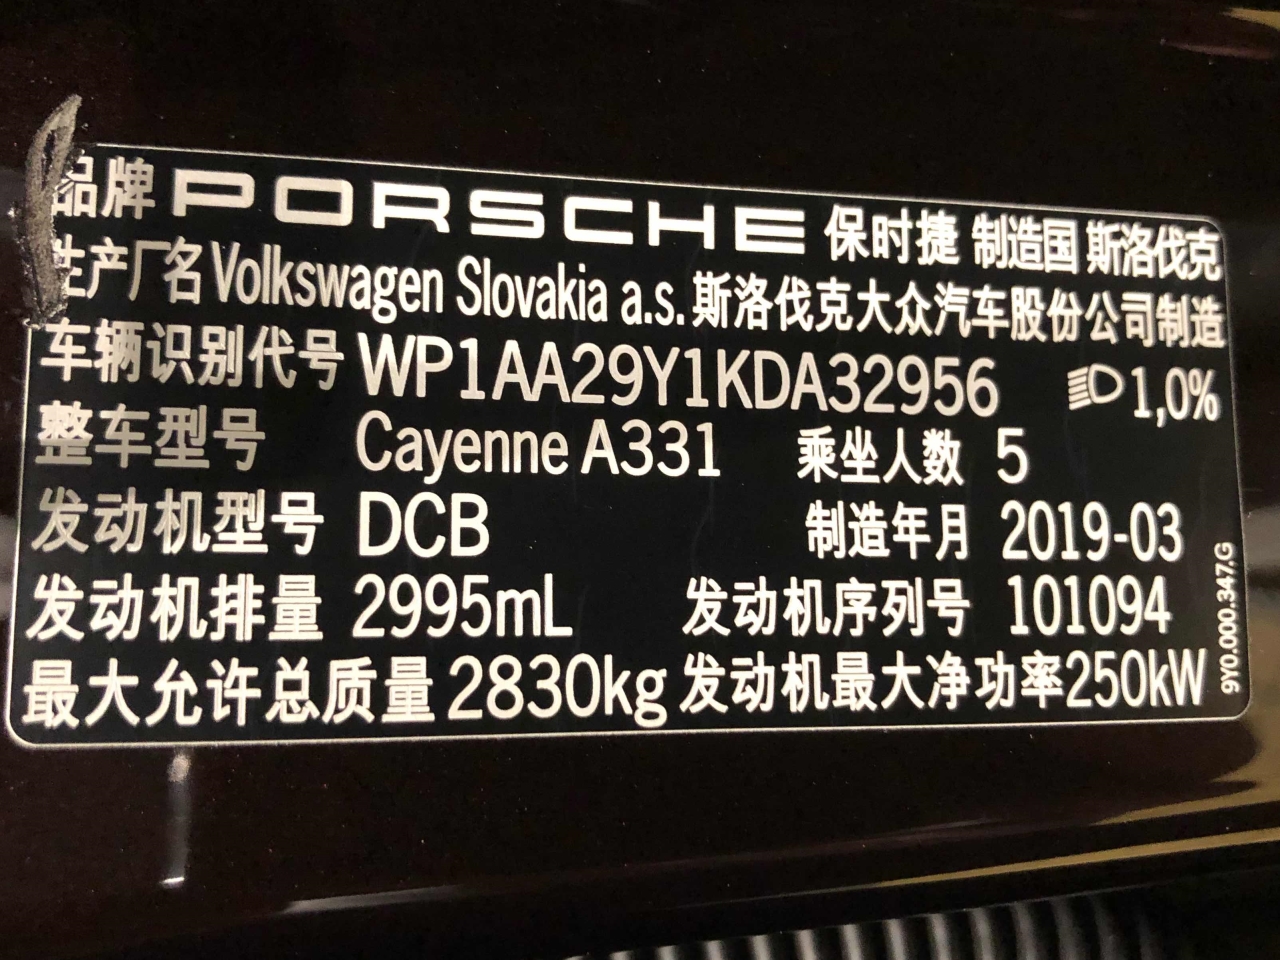 品牌 PORSCHE 保时捷 制造国 斯洛伐克
生产厂名 Volkswagen Slovakia a.s. 斯洛伐克大众汽车股份公司制造
车辆识别代号 WP1AA29Y1KDA32956 1,0%
整车型号 Cayenne A331 乘坐人数 5
发动机型号 DCB 制造年月 2019-03
发动机排量 2995mL 发动机序列号 101094
最大允许总质量 2830kg 发动机最大净功率 250kW
9Y0.000.347.G